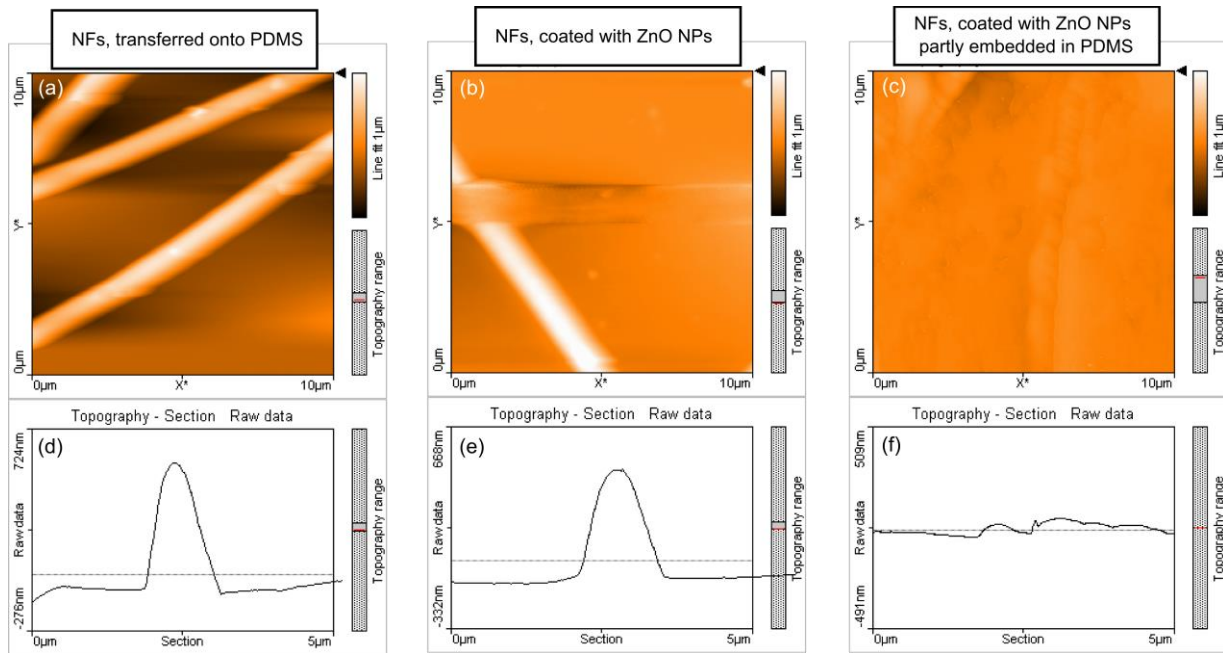 NFs, transferred onto PDMS
NFs, coated with ZnO NPs
NFs, coated with ZnO NPs
partly embedded in PDMS
(a)
10µm
Y*
0µm
0µm
X*
10µm
Line fit 1µm
Topography range
(b)
10µm
Y*
0µm
0µm
X*
10µm
Line fit 1µm
Topography range
(c)
10µm
Y*
0µm
0µm
X*
10µm
Line fit 1µm
Topography range
Topography - Section Raw data
(d)
724nm
Raw data
-276nm
0µm
Section
5µm
Topography range
Topography - Section Raw data
(e)
668nm
Raw data
-332nm
0µm
Section
5µm
Topography range
Topography - Section Raw data
(f)
509nm
Raw data
-491nm
0µm
Section
5µm
Topography range